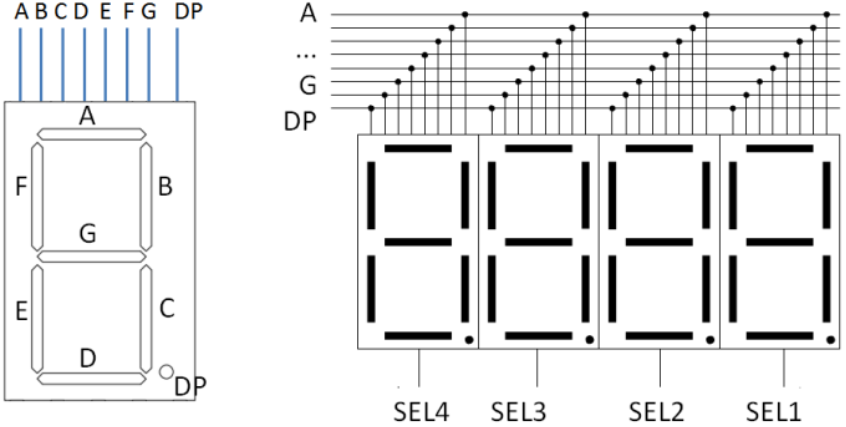 A B C D E F G DP
A
F
B
G
E
C
D
DP
A
...
G
DP
SEL4 SEL3 SEL2 SEL1